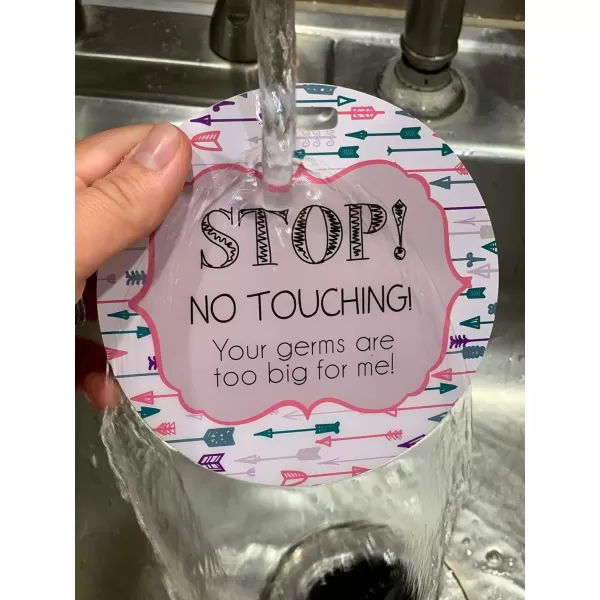 STOP!
NO TOUCHING!
Your germs are
too big for me!